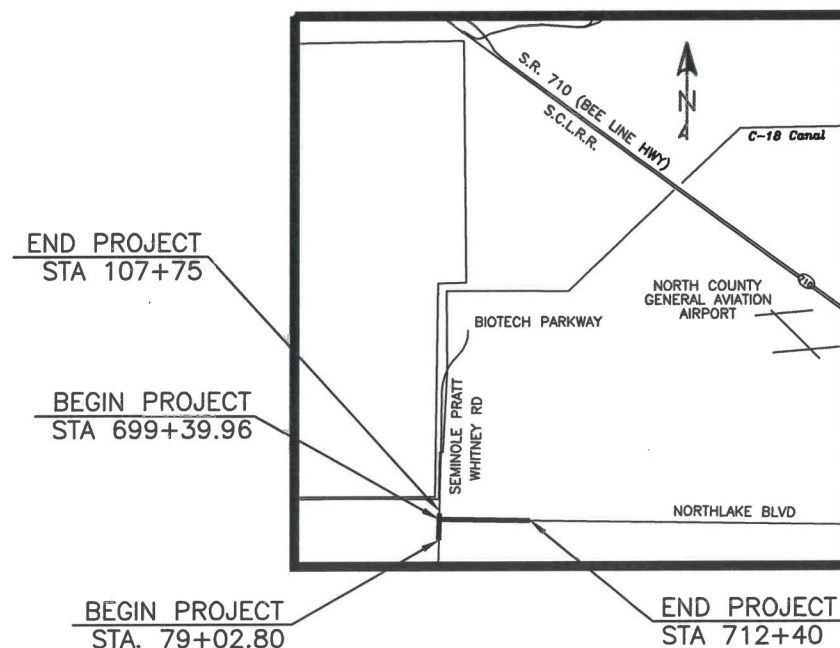 S.R. 710 (BEE LINE HWY)
S.C.L.R.R.
N
C-18 Canal
END PROJECT
STA 107+75
NORTH COUNTY
GENERAL AVIATION
AIRPORT
710
BIOTECH PARKWAY
BEGIN PROJECT
STA 699+39.96
SEMINOLE PRATT
WHITNEY RD
NORTHLAKE BLVD
BEGIN PROJECT
STA. 79+02.80
END PROJECT
STA 712+40